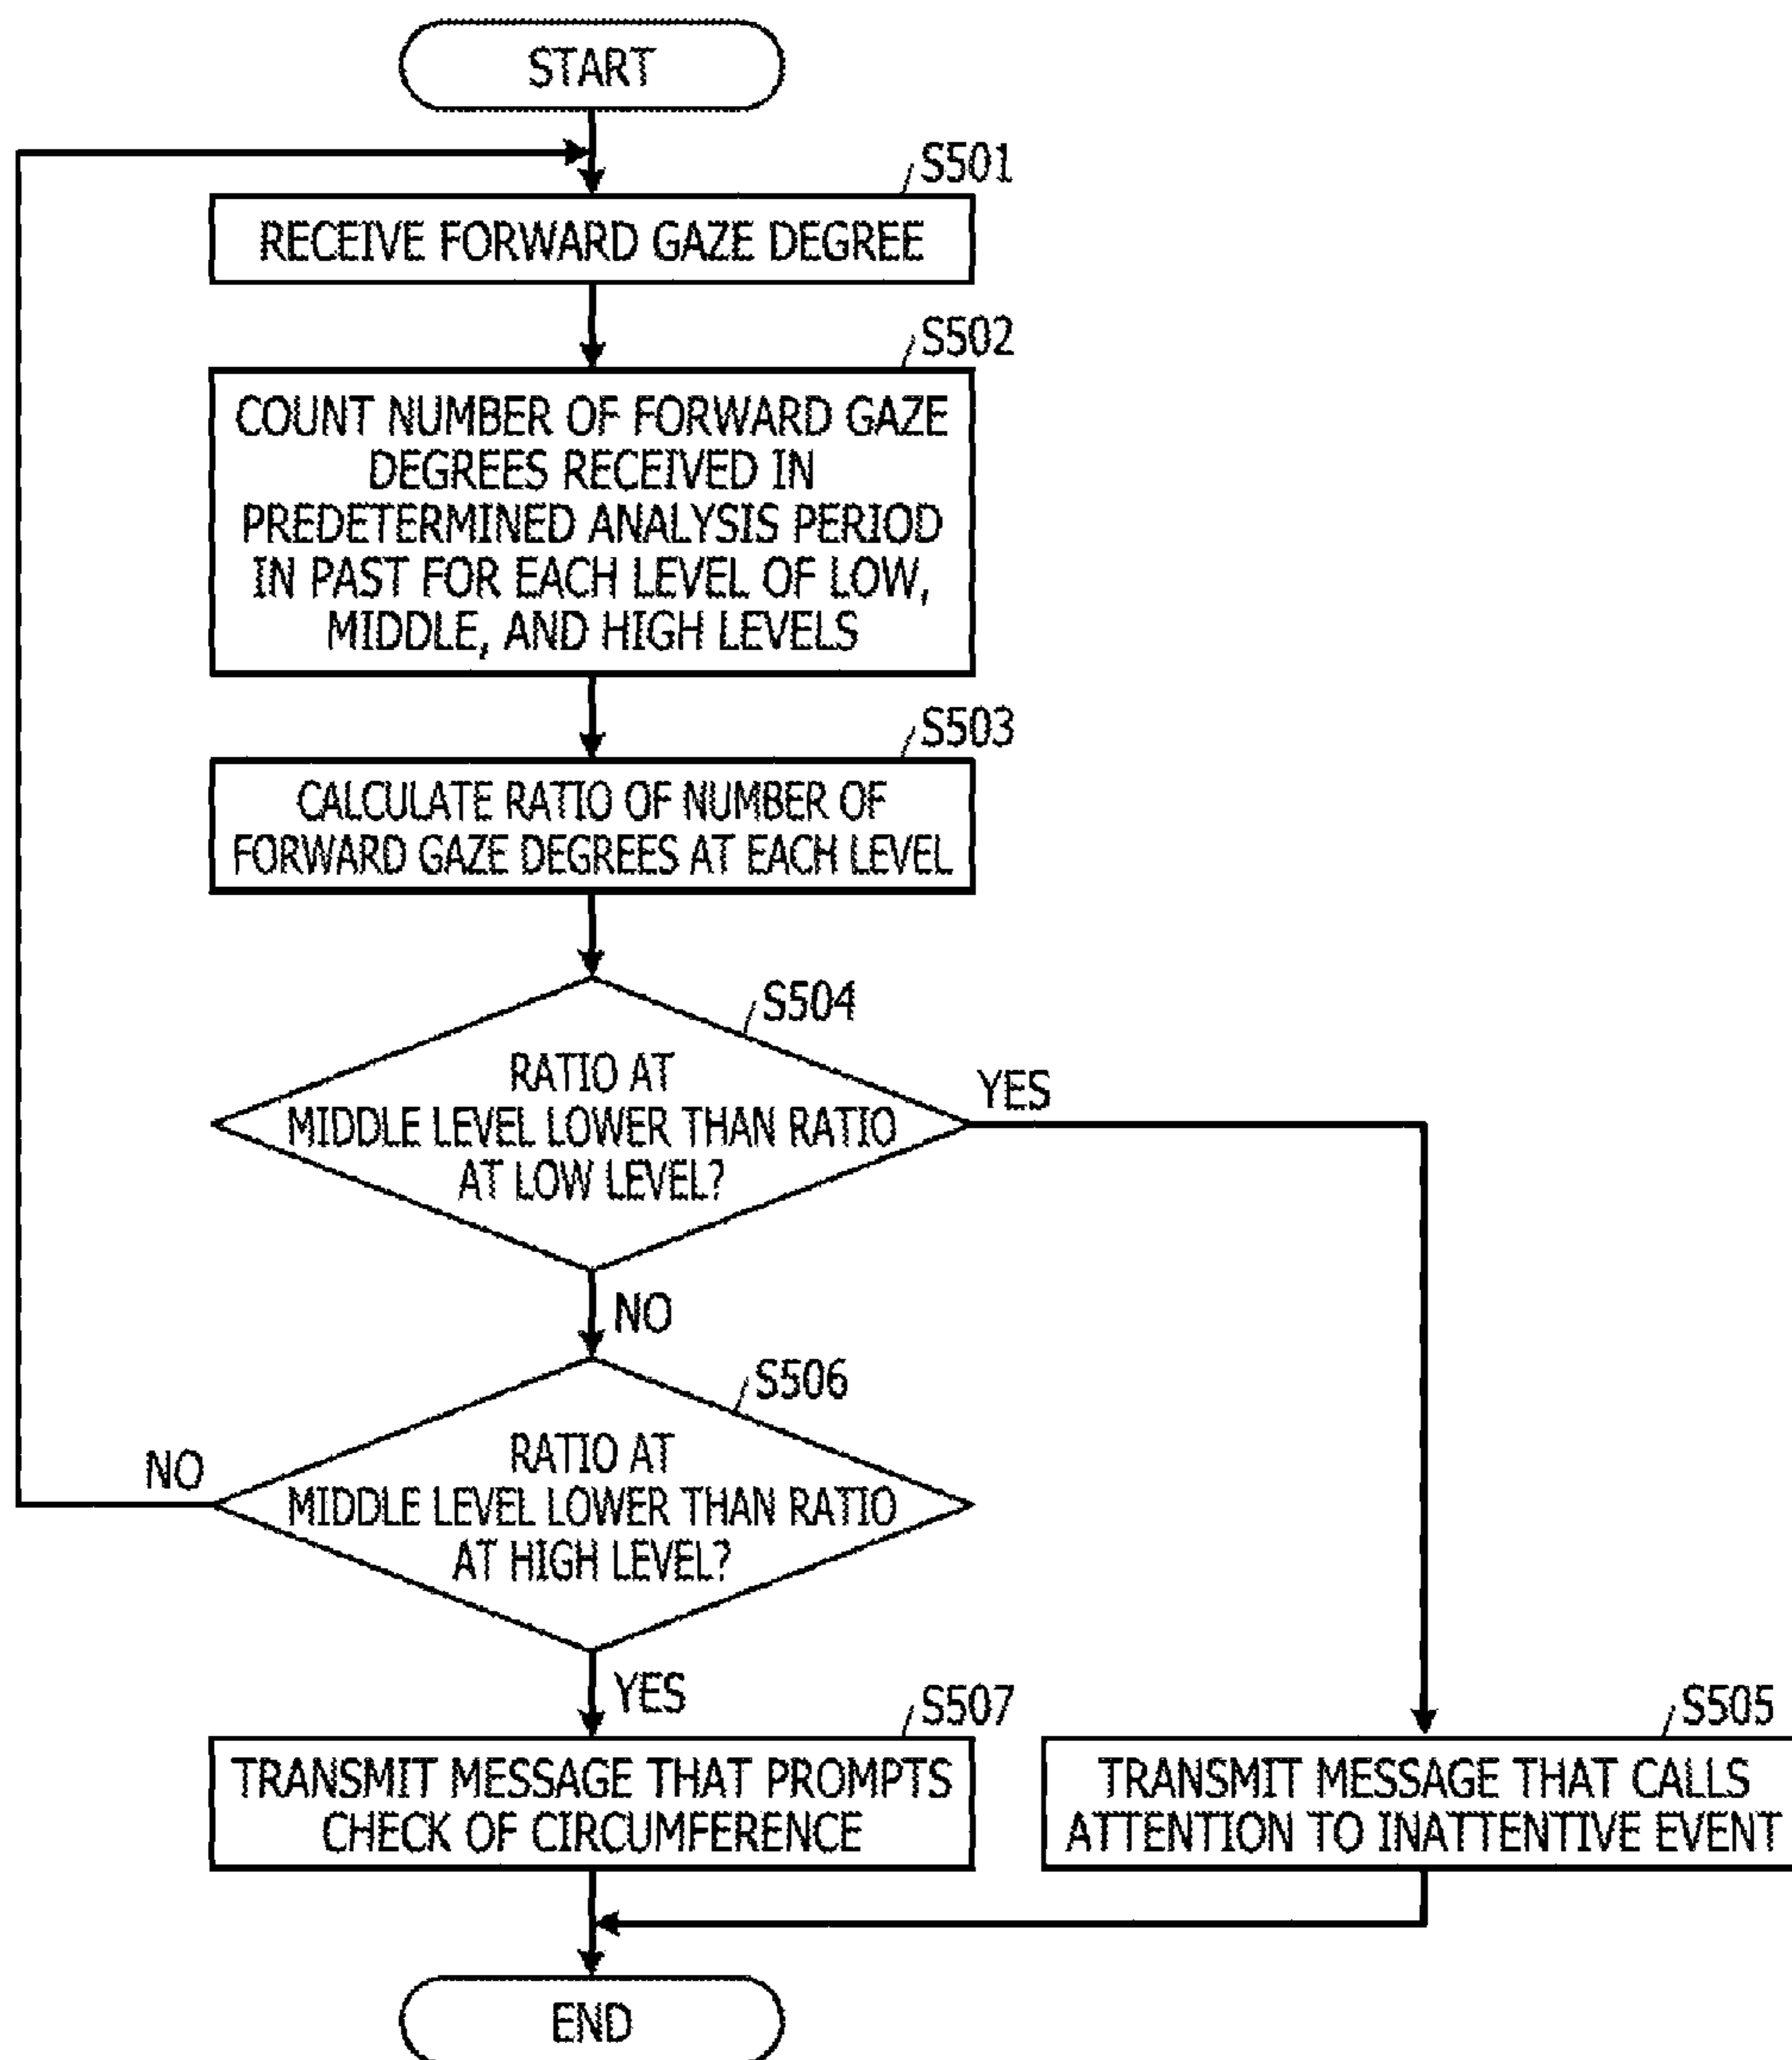 START
S501
RECEIVE FORWARD GAZE DEGREE
S502
COUNT NUMBER OF FORWARD GAZE
DEGREES RECEIVED IN
PREDETERMINED ANALYSIS PERIOD
IN PAST FOR EACH LEVEL OF LOW,
MIDDLE, AND HIGH LEVELS
S503
CALCULATE RATIO OF NUMBER OF
FORWARD GAZE DEGREES AT EACH LEVEL
S504
RATIO AT
MIDDLE LEVEL LOWER THAN RATIO
AT LOW LEVEL?
YES
NO
S506
RATIO AT
MIDDLE LEVEL LOWER THAN RATIO
AT HIGH LEVEL?
NO
YES
S507
TRANSMIT MESSAGE THAT PROMPTS
CHECK OF CIRCUMFERENCE
S505
TRANSMIT MESSAGE THAT CALLS
ATTENTION TO INATTENTIVE EVENT
END